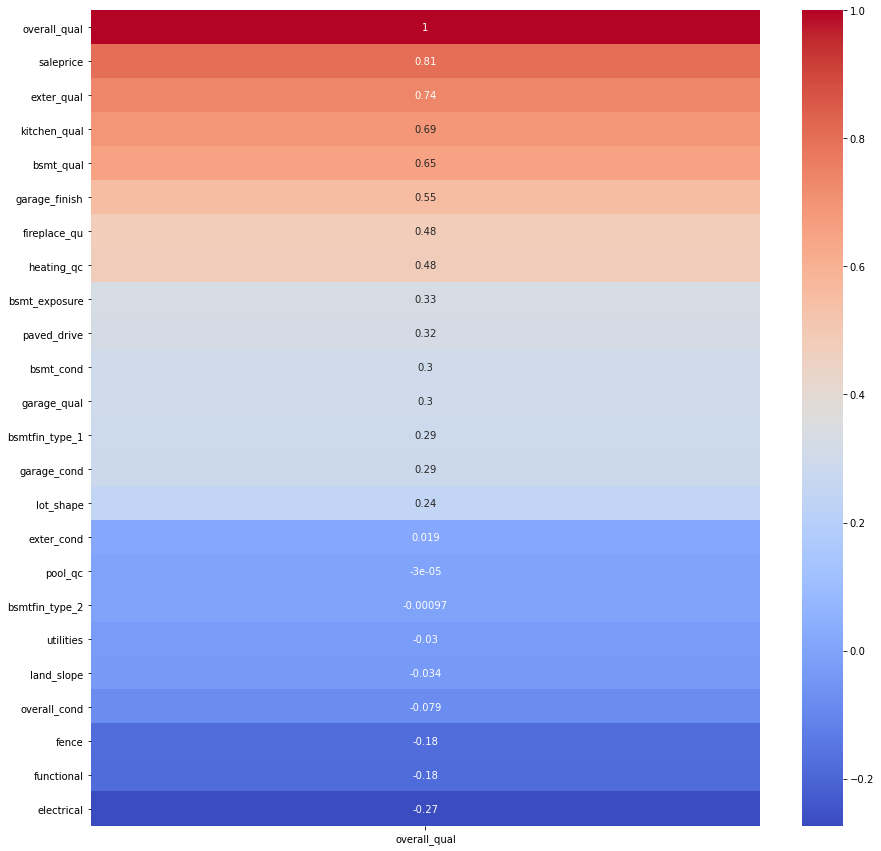 overall_qual 1
saleprice 0.81
exter_qual 0.74
kitchen_qual 0.69
bsmt_qual 0.65
garage_finish 0.55
fireplace_qu 0.48
heating_qc 0.48
bsmt_exposure 0.33
paved_drive 0.32
bsmt_cond 0.3
garage_qual 0.3
bsmtfin_type_1 0.29
garage_cond 0.29
lot_shape 0.24
exter_cond 0.019
pool_qc -3e-05
bsmtfin_type_2 -0.00097
utilities -0.03
land_slope -0.034
overall_cond -0.079
fence -0.18
functional -0.18
electrical -0.27
overall_qual
1.0
0.8
0.6
0.4
0.2
0.0
−0.2